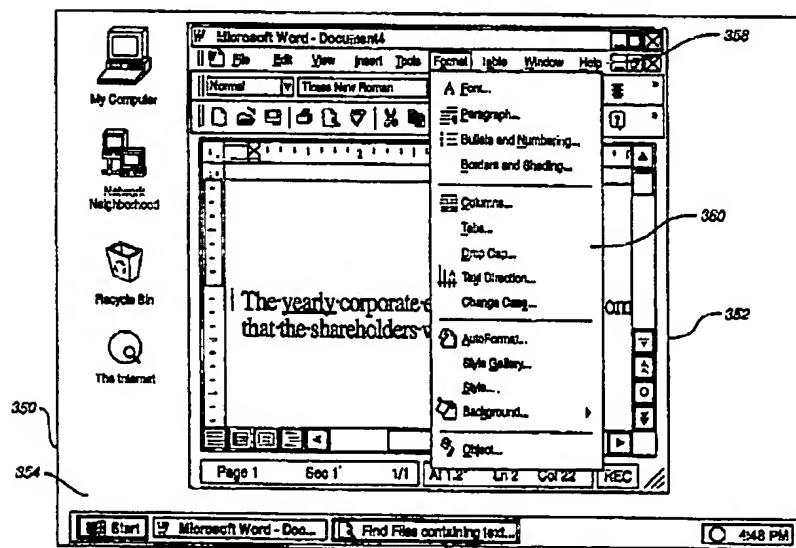 Microsoft Word - Document4
358
File Edit View Insert Tools Format Table Window Help
My Computer
Normal Times New Roman
Font...
Paragraph...
Bullets and Numbering...
Borders and Shading...
Network
Neighborhood
Columns...
360
Tabs...
Drop Cap...
Recycle Bin
Text Direction...
Change Case...
The yearly corporate
that the shareholders
352
The Internet
AutoFormat...
Style Gallery...
Style...
Background...
350
Object...
354
Page 1 Sec 1 1/1 At 1.2" Ln 2 Col 22 REC
Start Microsoft Word - Doc... Find Files containing text... 4:48 PM